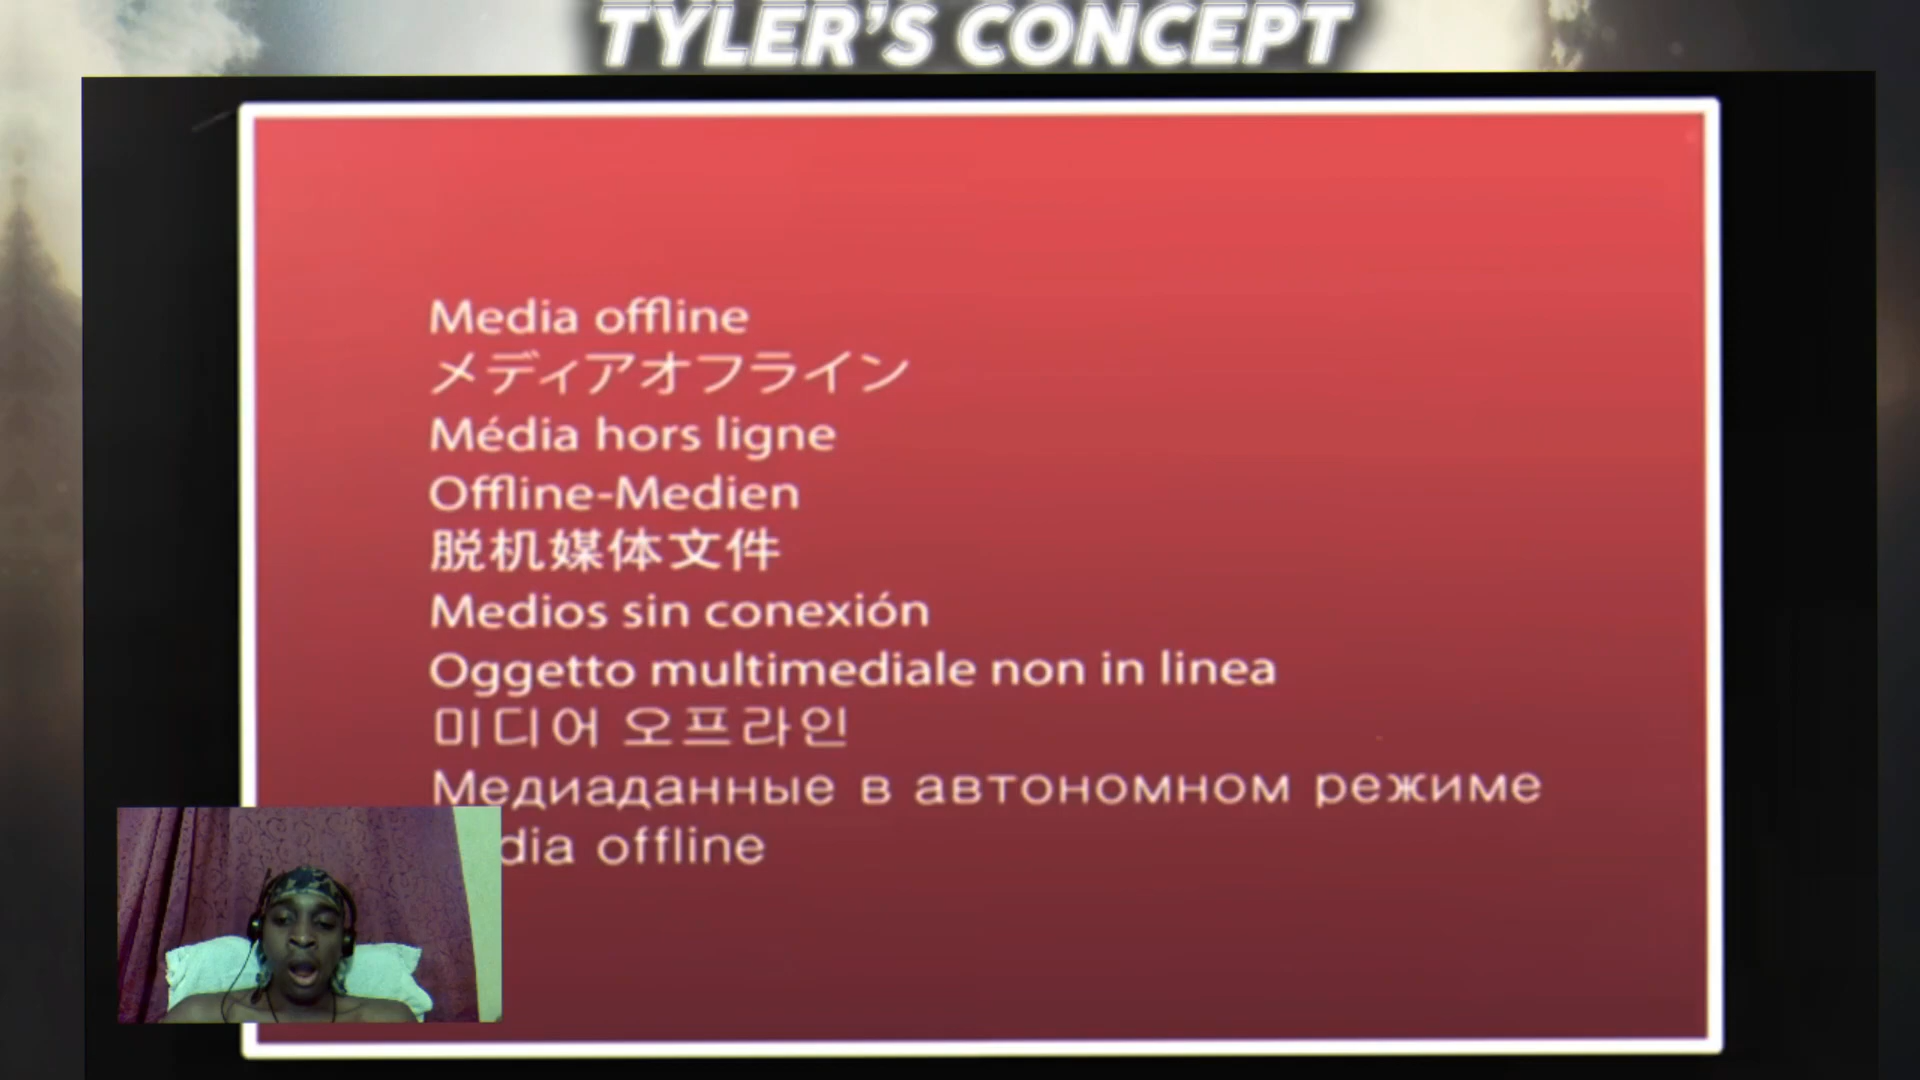 TYLER'S CONCEPT
Media offline
メディアオフライン
Média hors ligne
Offline-Medien
脱机媒体文件
Medios sin conexión
Oggetto multimediale non in linea
미디어 오프라인
Медиаданные в автономном режиме
dia offline